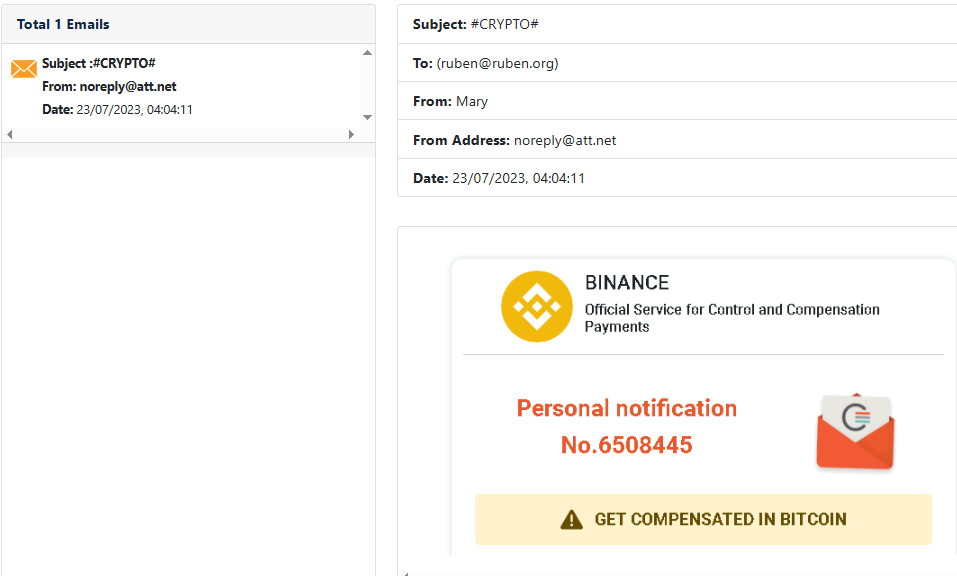 Total 1 Emails
Subject :#CRYPTO#
From: noreply@att.net
Date: 23/07/2023, 04:04:11
Subject: #CRYPTO#
To: (ruben@ruben.org)
From: Mary
From Address: noreply@att.net
Date: 23/07/2023, 04:04:11
BINANCE
Official Service for Control and Compensation
Payments
Personal notification
No.6508445
GET COMPENSATED IN BITCOIN